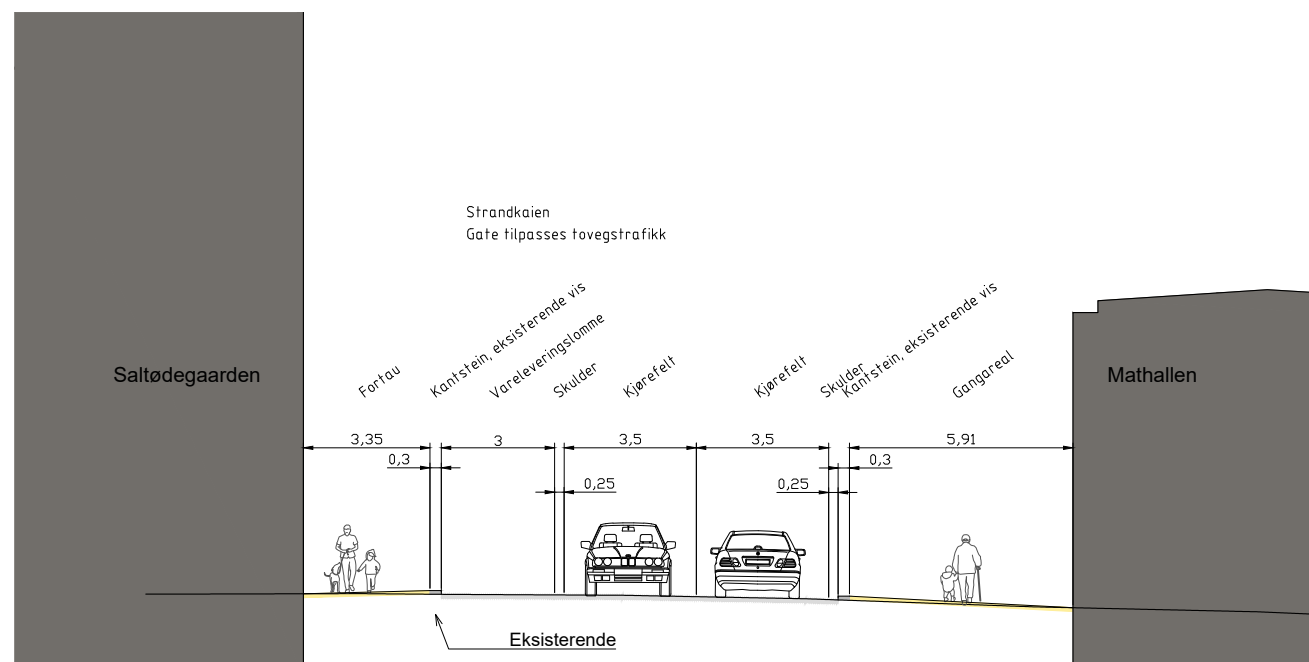 Strandkaien
Gate tilpasses tovegstrafikk
Saltødegaarden
Fortau
Kantstein, eksisterende vis
Vareleveringslomme
Skulder
Kjørefelt
Kjørefelt
Skulder
Kantstein, eksisterende vis
Gangareal
Mathallen
3,35
3
3,5
3,5
5,91
0,3
0,3
0,25
0,25
Eksisterende